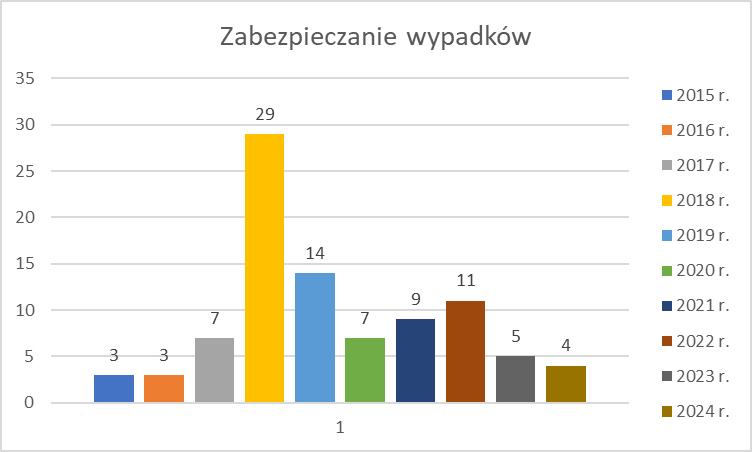 Zabezpieczanie wypadków
35
30
25
20
15
10
5
0
3
3
7
29
14
7
9
11
5
4
1
2015 r.
2016 r.
2017 r.
2018 r.
2019 r.
2020 r.
2021 r.
2022 r.
2023 r.
2024 r.